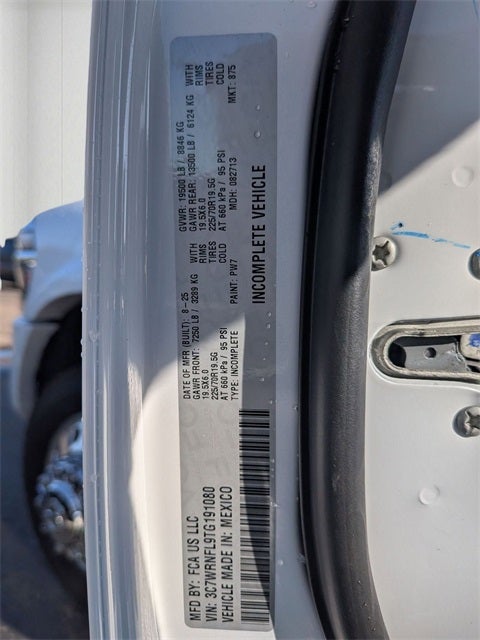 MFD BY: FCA US LLC
VIN: 3C7WRNFL9TG191080
VEHICLE MADE IN: MEXICO
DATE OF MFR (BUILT): 8-25
GAWR FRONT: 7250 LB / 3289 KG WITH
19.5X6.0 RIMS
225/70R19.5G TIRES
AT 660 kPa / 95 PSI COLD
TYPE: INCOMPLETE PAINT: PW7
GVWR: 19500 LB / 8846 KG
GAWR REAR: 13500 LB / 6124 KG WITH
19.5X6.0 RIMS
225/70R19.5G TIRES
AT 660 kPa / 95 PSI COLD
MDH: 082713 MKT: 875
INCOMPLETE VEHICLE